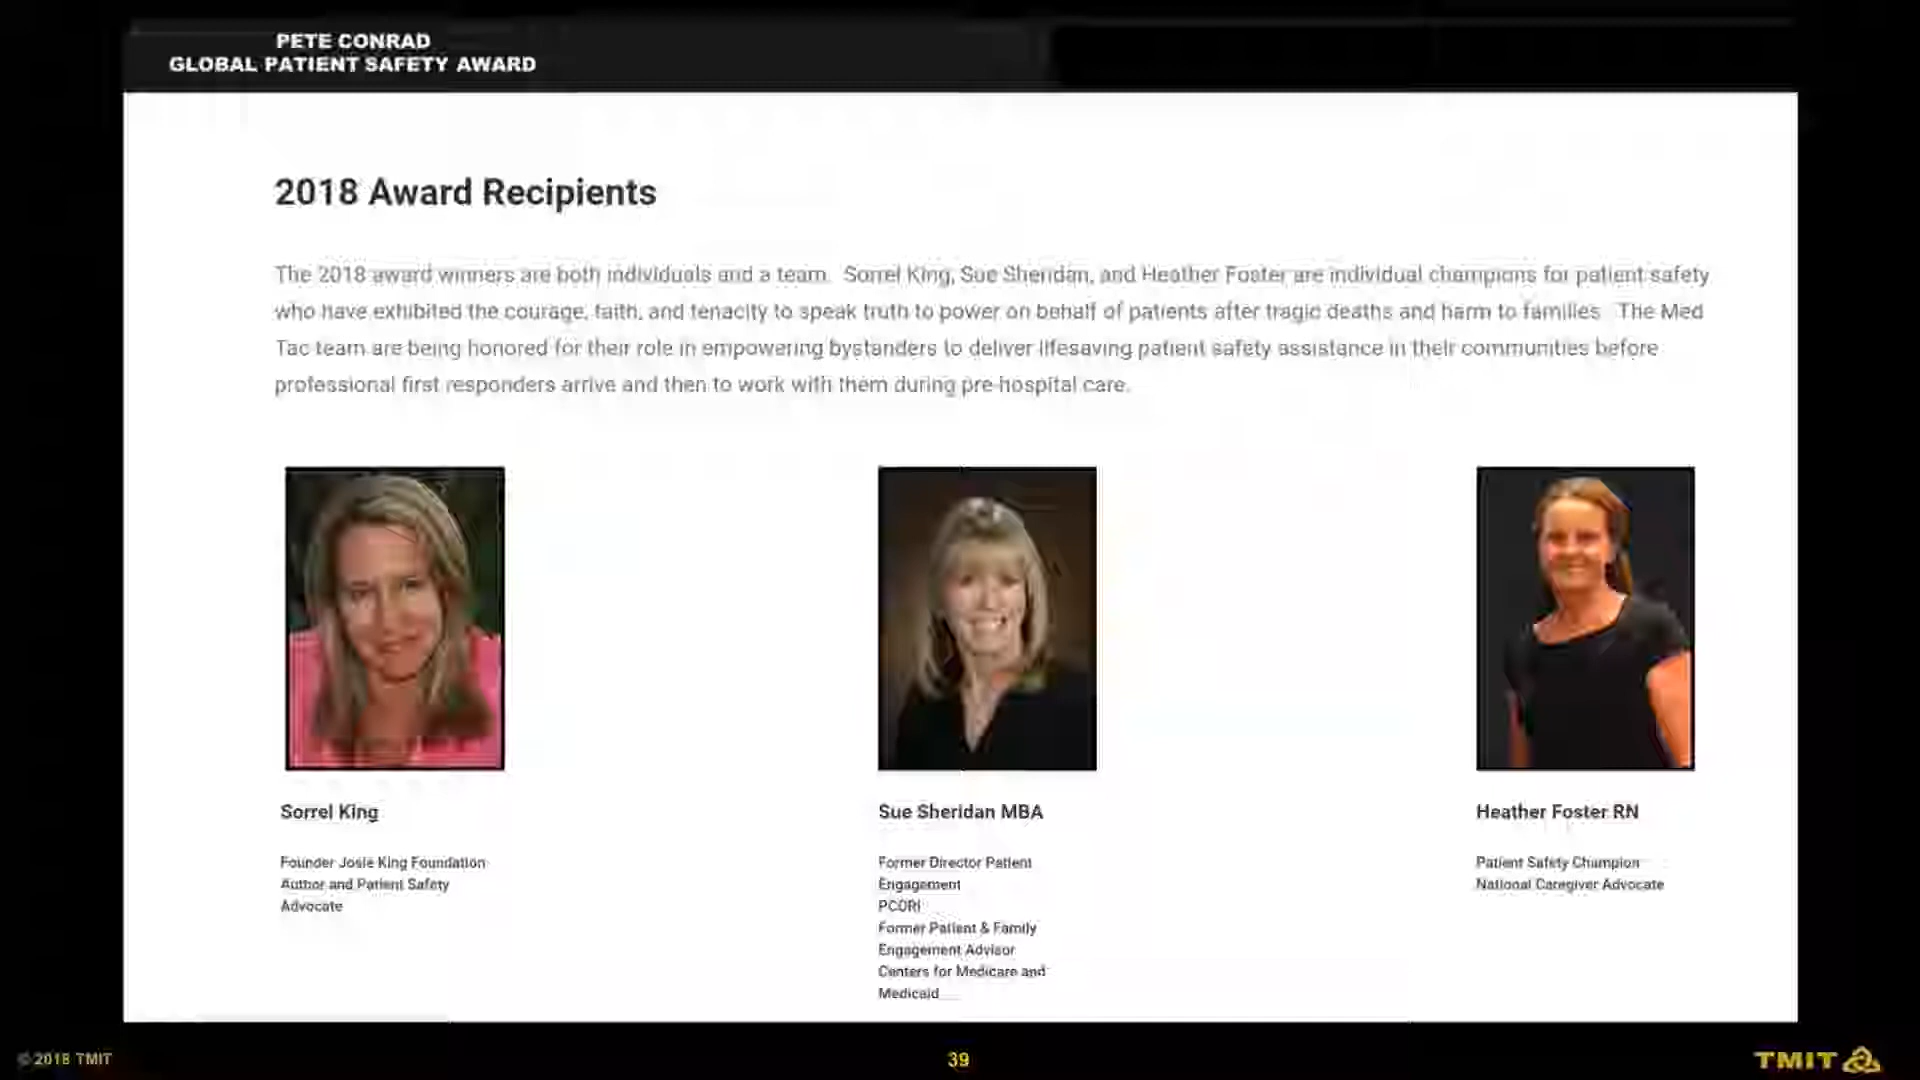 PETE CONRAD
GLOBAL PATIENT SAFETY AWARD
2018 Award Recipients
The 2018 award winners are both individuals and a team. Sorrel King, Sue Sheridan, and Heather Foster are individual champions for patient safety
who have exhibited the courage, faith, and tenacity to speak truth to power on behalf of patients after tragic deaths and harm to families. The Med
Tac team are being honored for their role in empowering bystanders to deliver lifesaving patient safety assistance in their communities before
professional first responders arrive and then to work with them during pre-hospital care.
Sorrel King
Founder Josie King Foundation
Author and Patient Safety
Advocate
Sue Sheridan MBA
Former Director Patient
Engagement
PCORI
Former Patient & Family
Engagement Advisor
Centers for Medicare and
Medicaid
Heather Foster RN
Patient Safety Champion
National Caregiver Advocate
© 2018 TMIT
39
TMIT